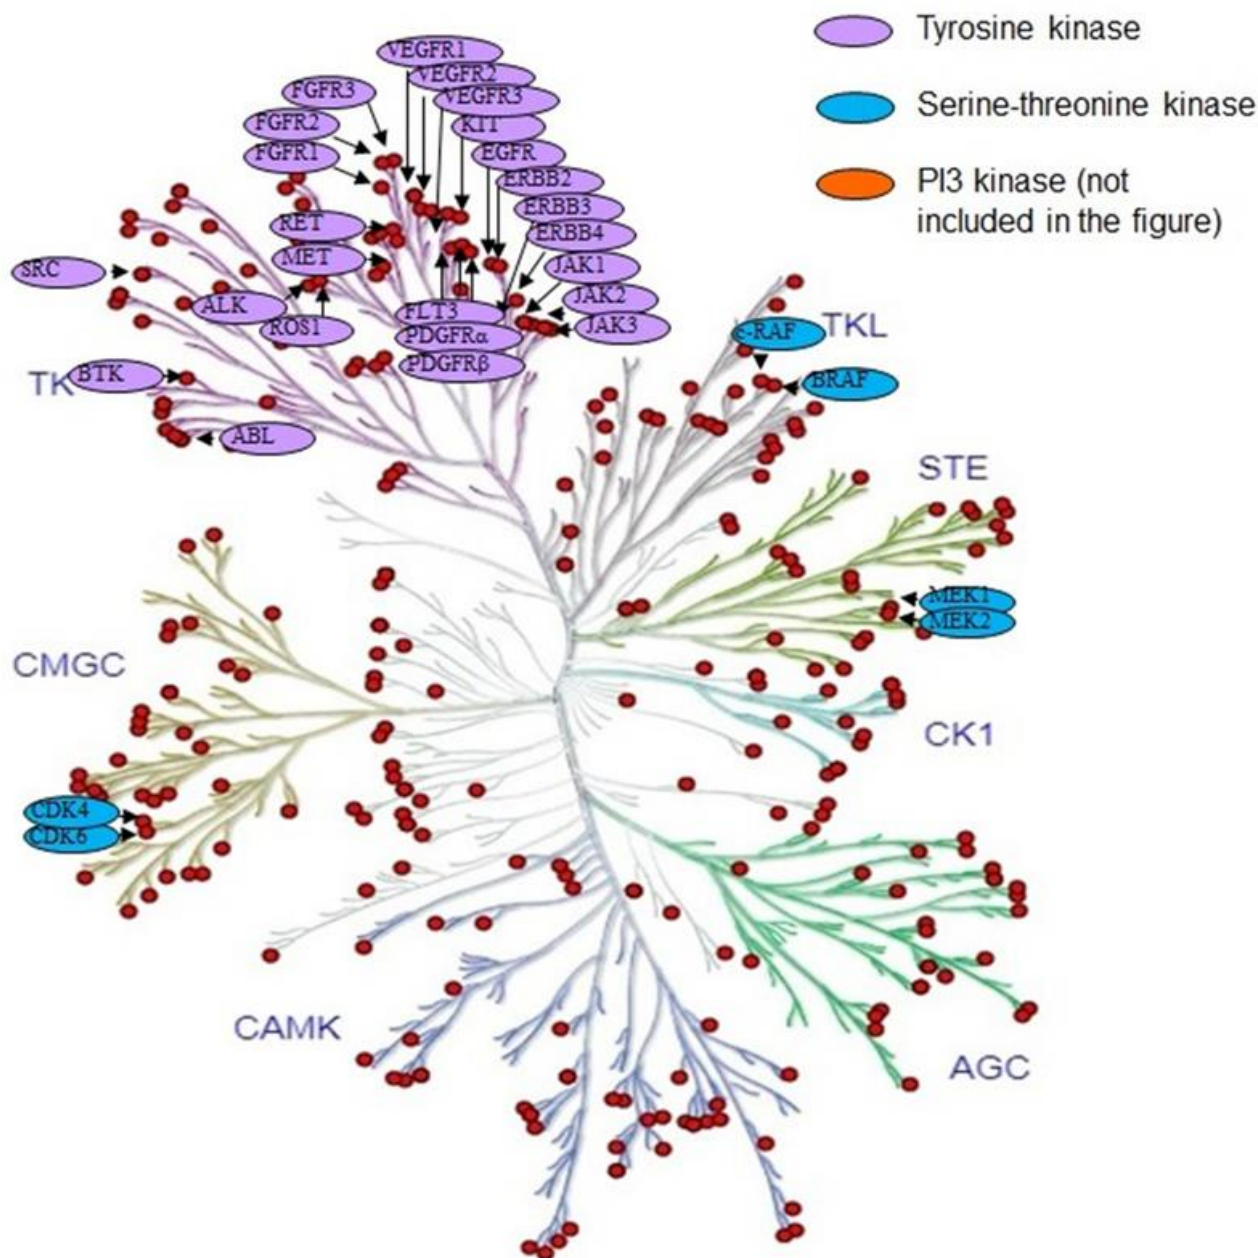 Tyrosine kinase
Serine-threonine kinase
PI3 kinase (not
included in the figure)
VEGFR1
VEGFR2
VEGFR3
KIT
EGFR
ERBB2
ERBB3
ERBB4
JAK1
JAK2
JAK3
FGFR3
FGFR2
FGFR1
RET
MET
SRC
ALK
ROS1
FLT3
PDGFRα
PDGFRβ
TK
BTK
ABL
c-RAF
TKL
BRAF
STE
MEK1
MEK2
CMGC
CK1
CDK4
CDK6
CAMK
AGC